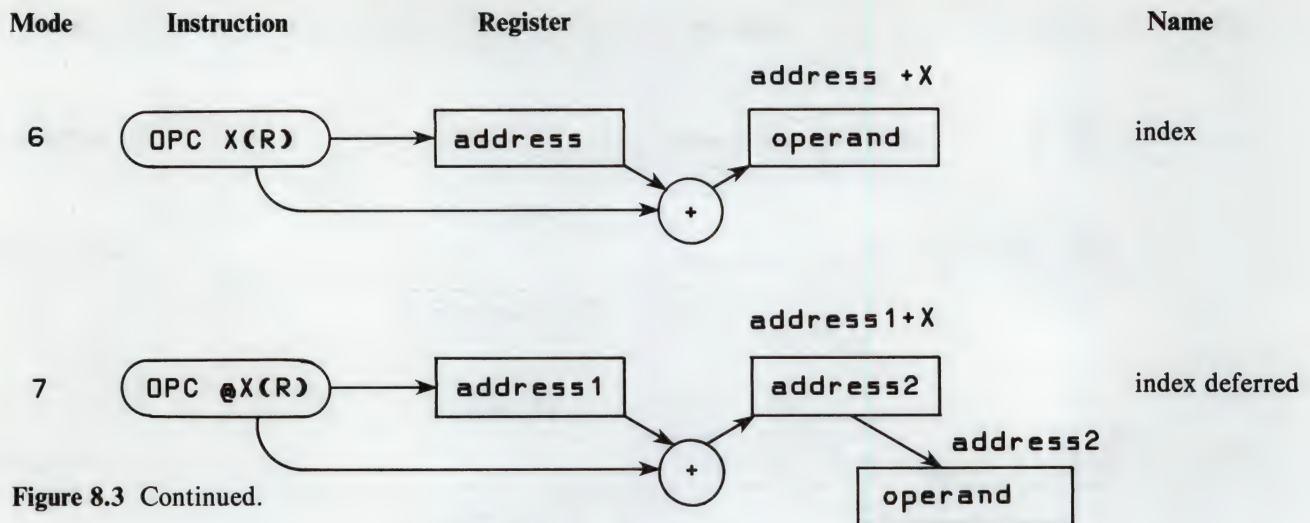 Mode Instruction Register Name
address +X
6 OPC X(R) address operand index
+
address1+X
7 OPC @X(R) address1 address2 index deferred
address2
+
Figure 8.3 Continued. operand